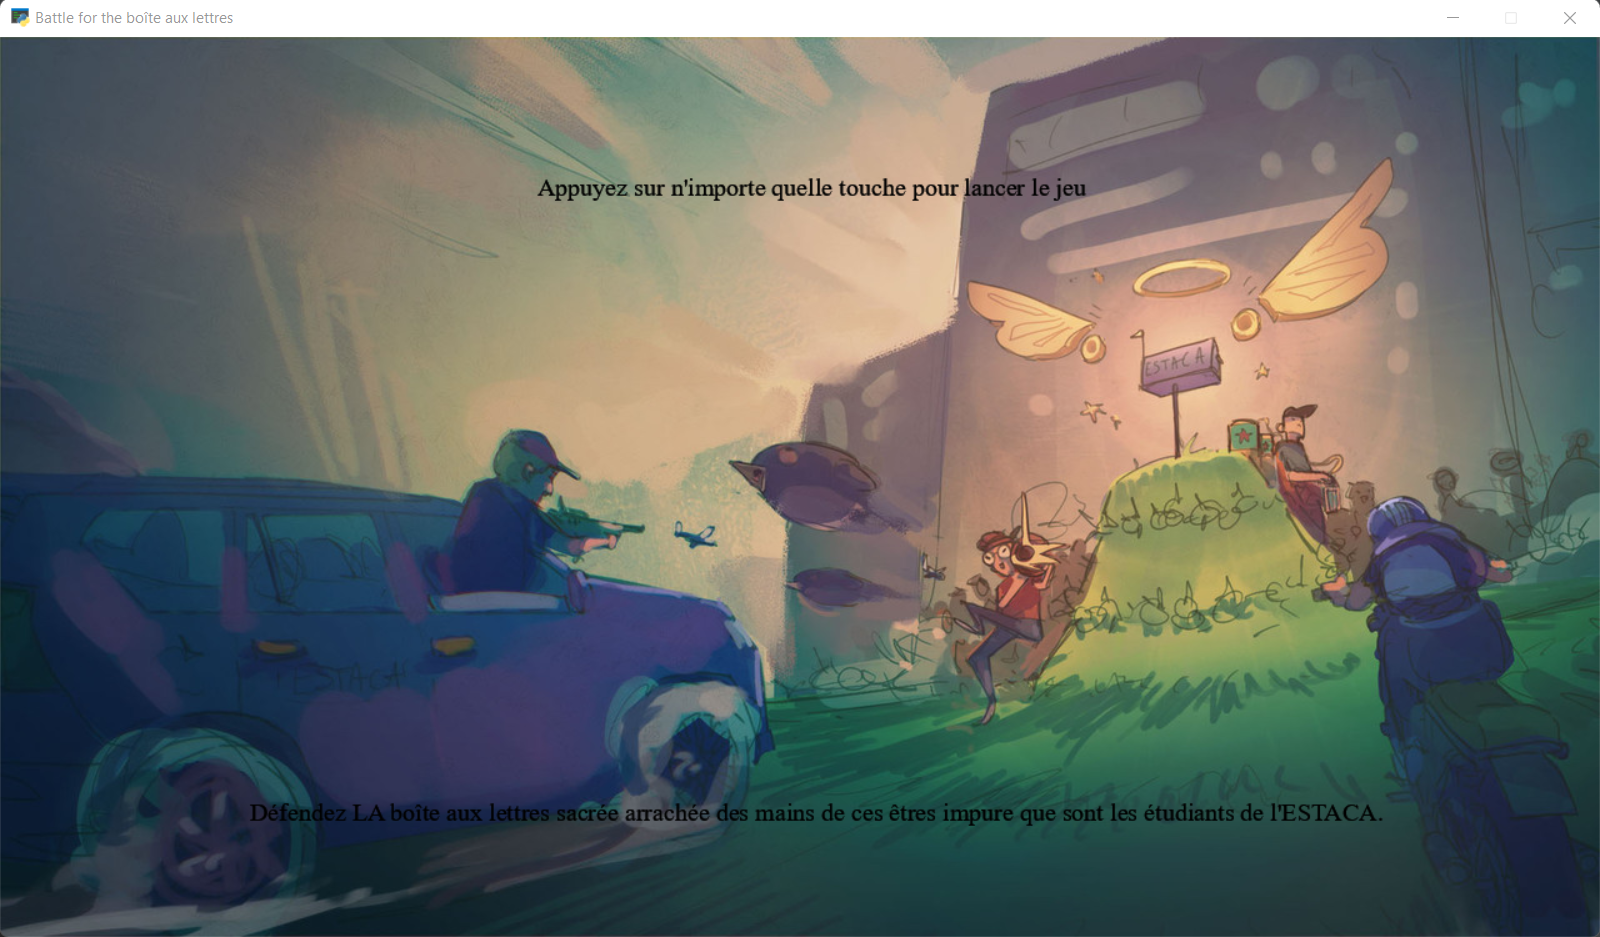 Battle for the boîte aux lettres
Appuyez sur n'importe quelle touche pour lancer le jeu
ESTACA
Défendez LA boîte aux lettres sacrée arrachée des mains de ces êtres impure que sont les étudiants de l'ESTACA.